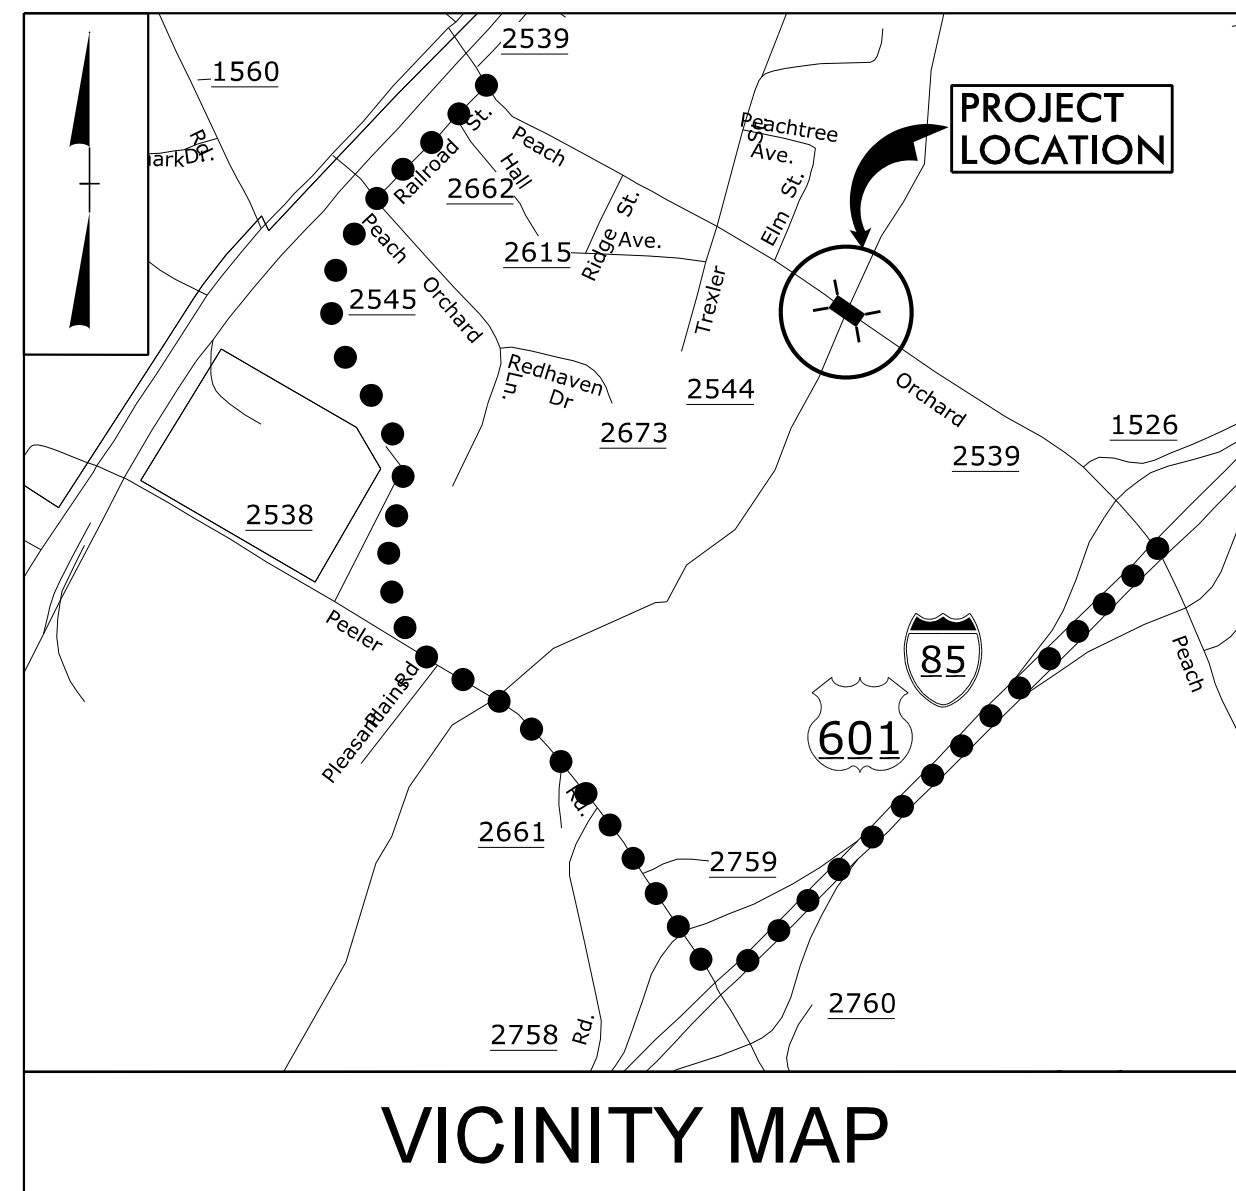 2539
1560
PROJECT
LOCATION
Rd.
Dr.
St.
Peach
Railroad
Hall
2662
St.
Peachtree
Ave.
Elm St.
Ridge St.
Ave.
2615
Peach
Orchard
2545
Trexler
Redhaven
Dr
Ln.
2544
2673
Orchard
1526
2539
2538
Peeler
Rd
Pleasant Plains
85
601
Peach
Rd.
2661
2759
2760
2758
Rd.
VICINITY MAP